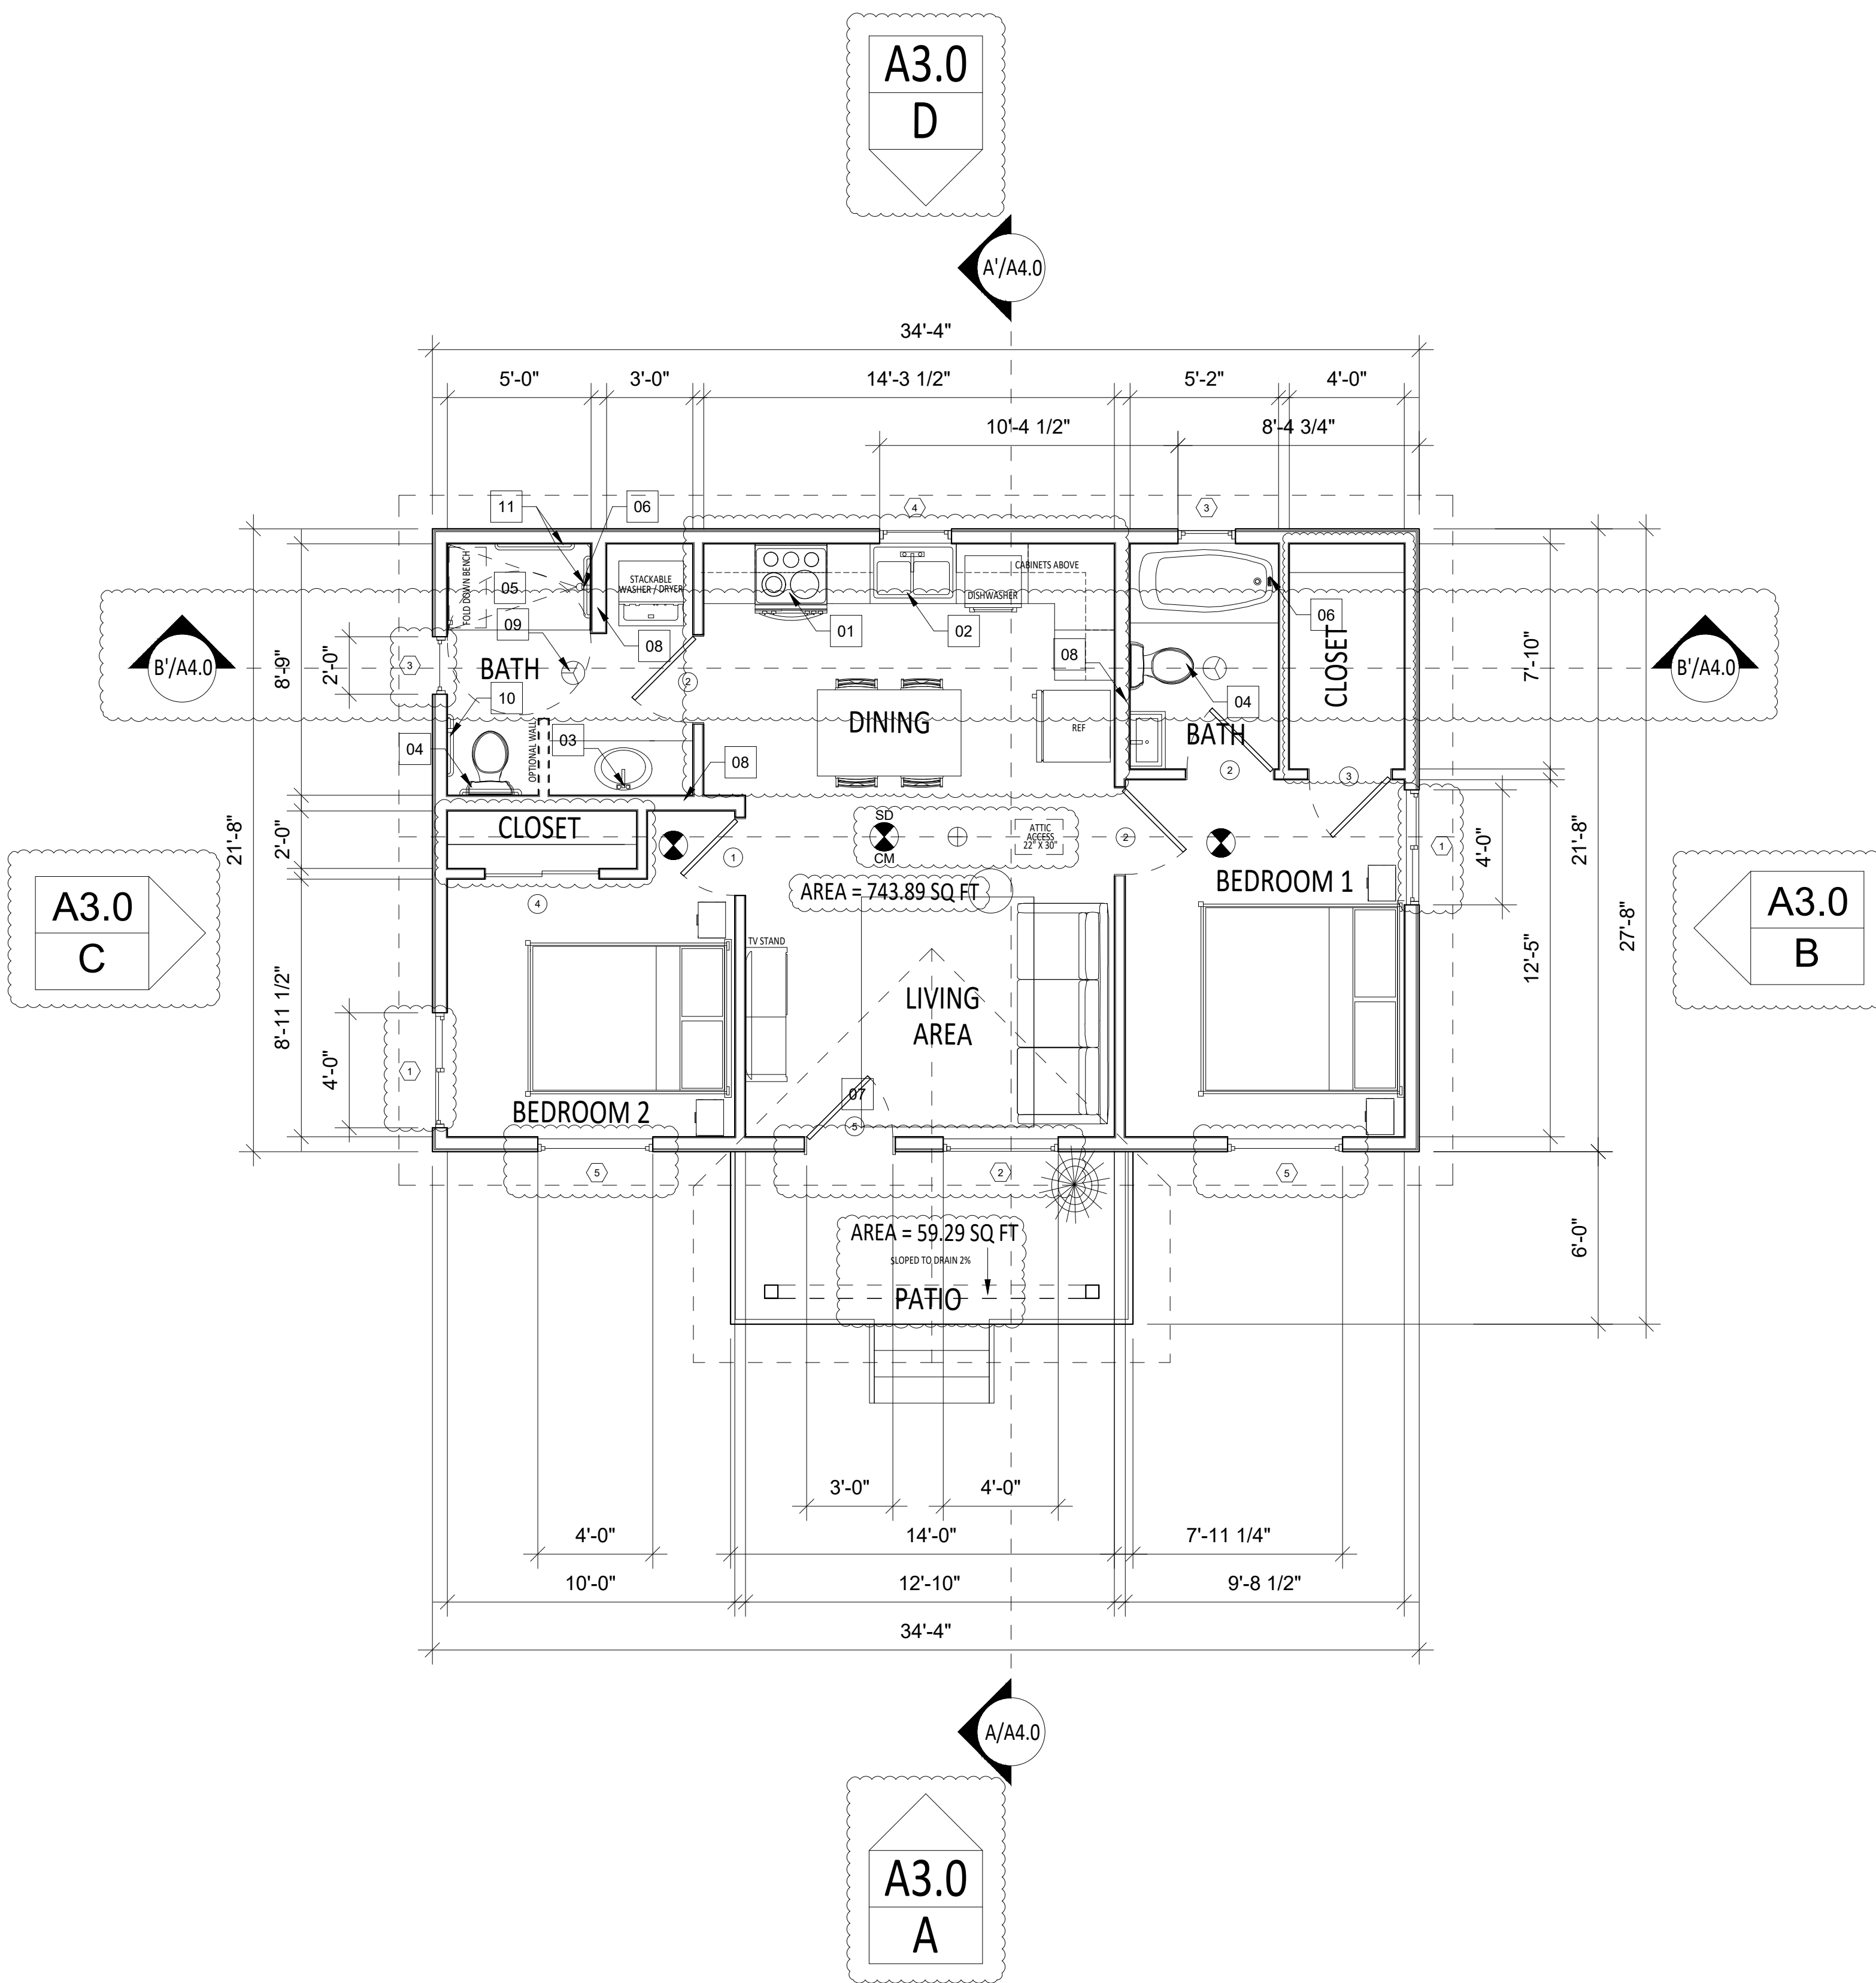 A3.0
D
A'/A4.0
34'-4"
5'-0"
3'-0"
14'-3 1/2"
5'-2"
4'-0"
10'-4 1/2"
8'-4 3/4"
11
06
4
3
FOLD DOWN BENCH
05
STACKABLE
WASHER / DRYER
CABINETS ABOVE
DISHWASHER
09
08
01
02
06
B'/A4.0
8'-9"
2'-0"
3
BATH
2
08
CLOSET
7'-10"
B'/A4.0
10
04
OPTIONAL WALL
03
08
DINING
REF
04
BATH
2
3
21'-8"
2'-0"
CLOSET
1
SD
CM
ATTIC
ACCESS
22" X 30"
2
1
4'-0"
21'-8"
AREA = 743.89 SQ FT
BEDROOM 1
A3.0
C
4
A3.0
B
27'-8"
TV STAND
12'-5"
8'-11 1/2"
LIVING
AREA
4'-0"
1
07
BEDROOM 2
5
5
2
5
AREA = 59.29 SQ FT
SLOPED TO DRAIN 2%
PATIO
6'-0"
3'-0"
4'-0"
4'-0"
14'-0"
7'-11 1/4"
10'-0"
12'-10"
9'-8 1/2"
34'-4"
A/A4.0
A3.0
A